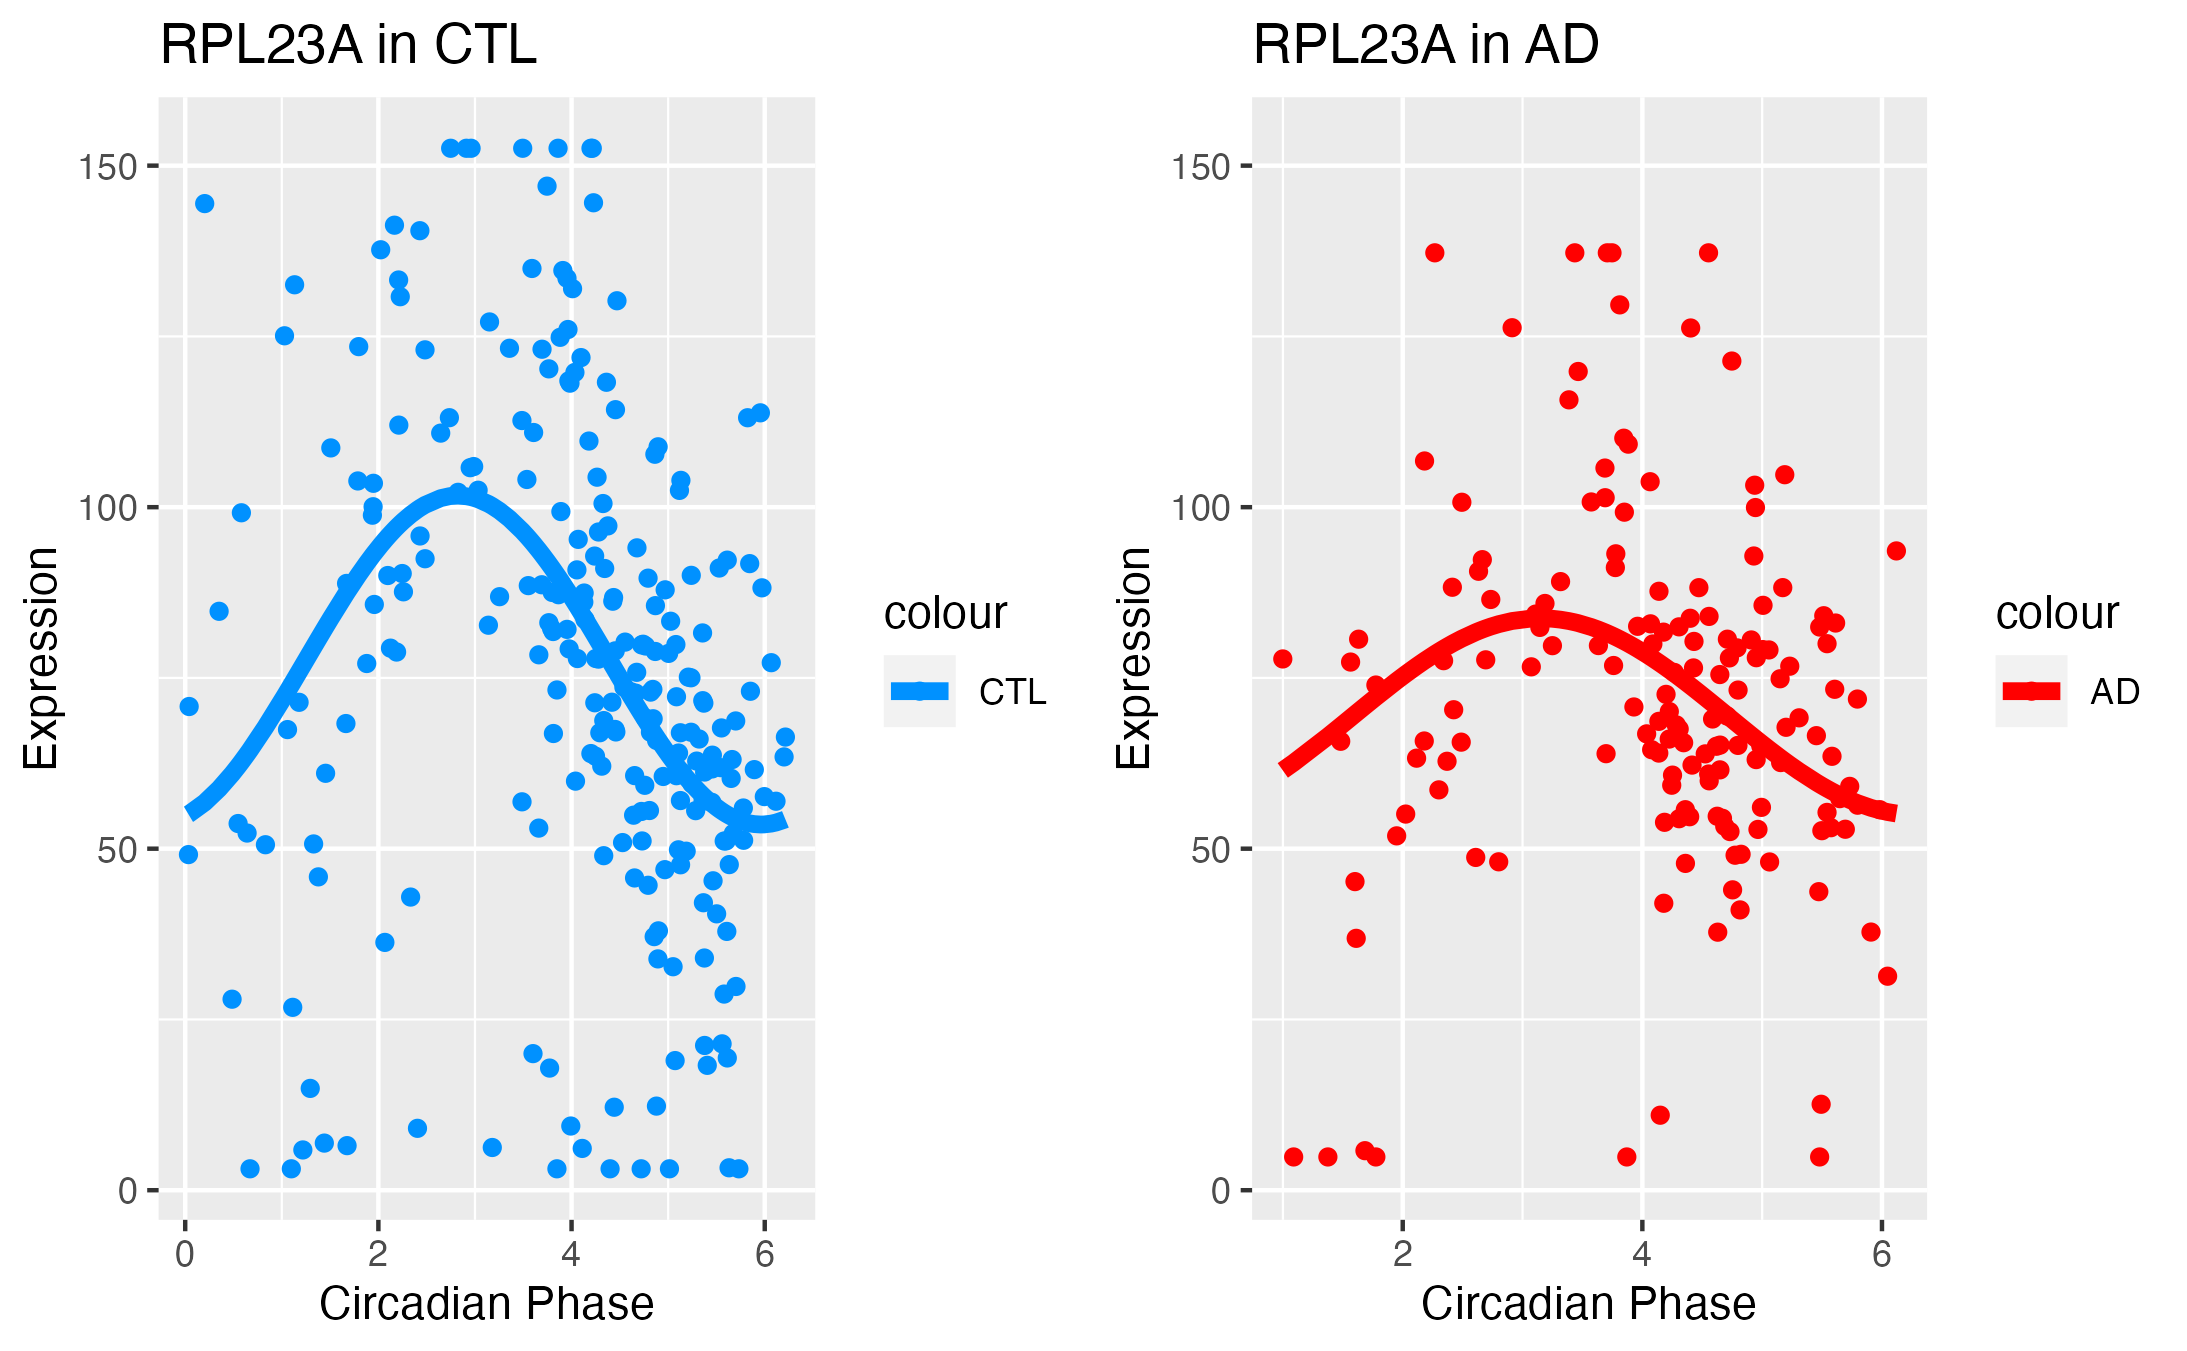 RPL23A in CTL
150
100
50
0
Expression
0 2 4 6
Circadian Phase
colour
CTL
RPL23A in AD
150
100
50
0
Expression
2 4 6
Circadian Phase
colour
AD